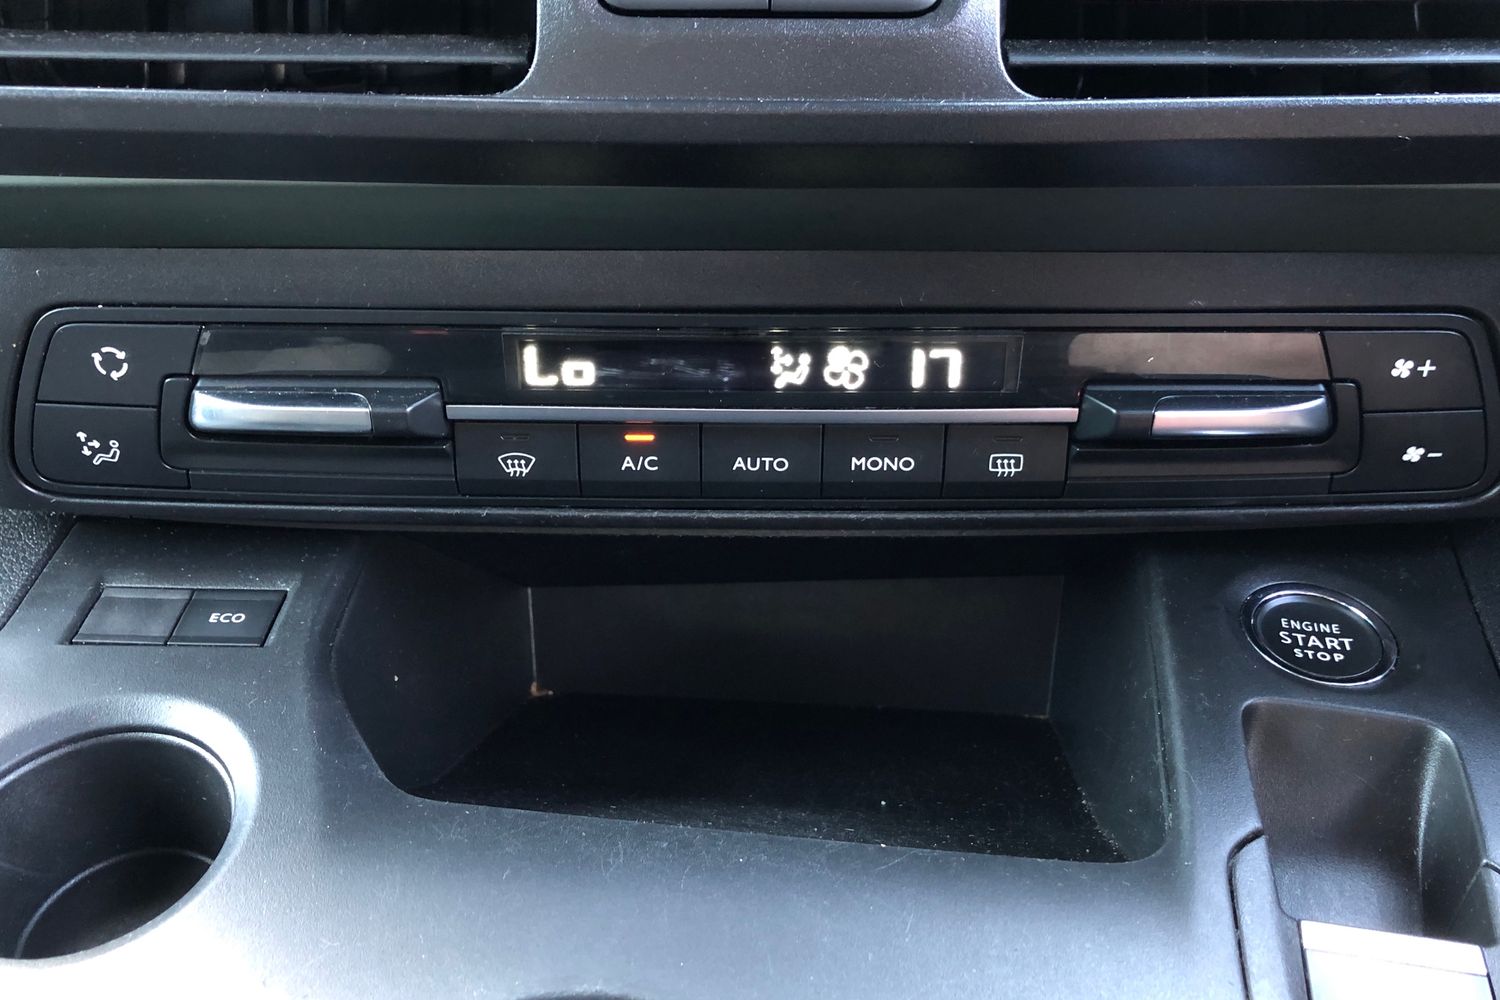 Lo 17
+
A/C AUTO MONO
-
ECO
ENGINE
START
STOP